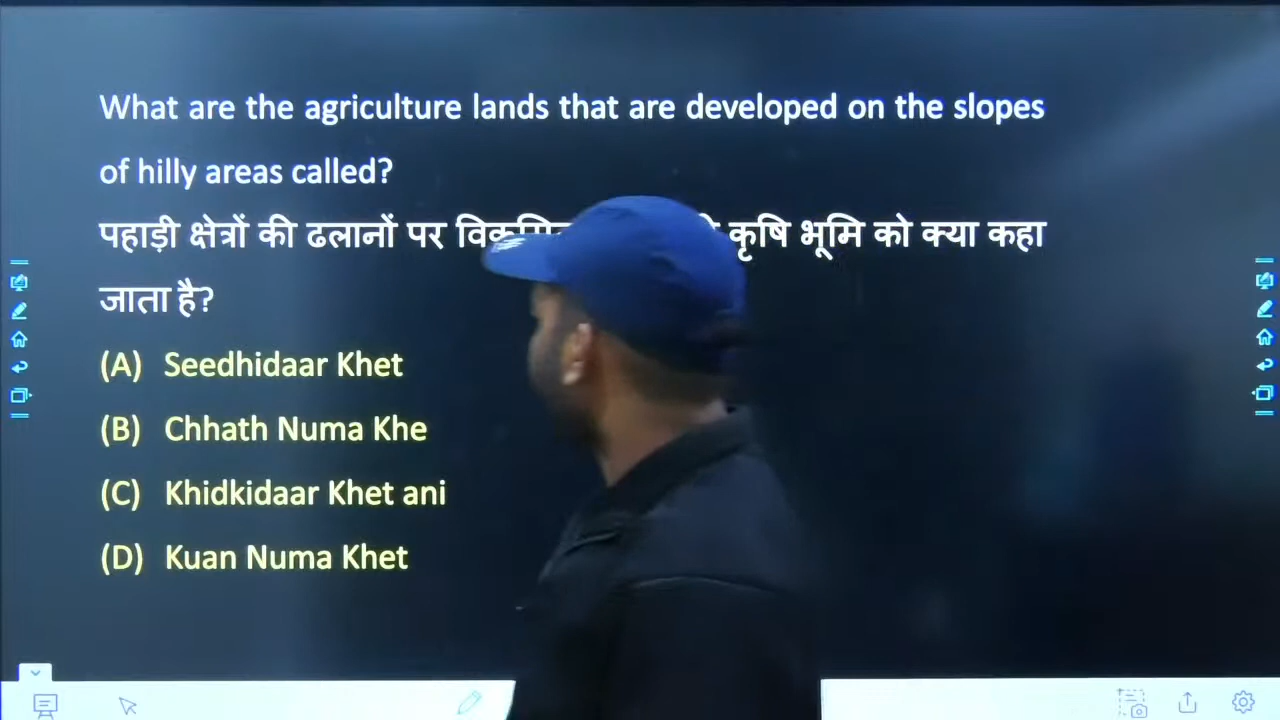 What are the agriculture lands that are developed on the slopes
of hilly areas called?
पहाड़ी क्षेत्रों की ढलानों पर कृषि भूमि को क्या कहा
जाता है?
(A) Seedhidaar Khet
(B) Chhath Numa Khe
(C) Khidkidaar Khet ani
(D) Kuan Numa Khet